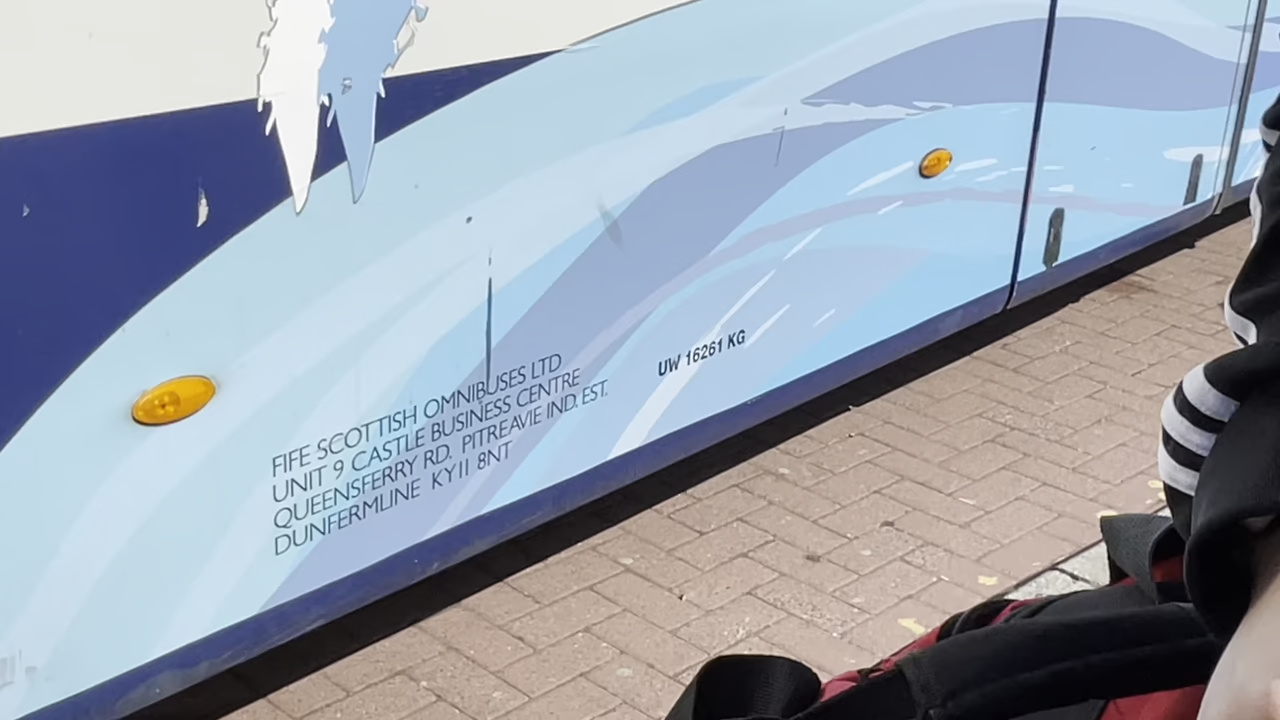 FIFE SCOTTISH OMNIBUSES LTD
UNIT 9 CASTLE BUSINESS CENTRE
QUEENSFERRY RD, PITREAVIE IND. EST.
DUNFERMLINE KY11 8NT
UW 16261 KG